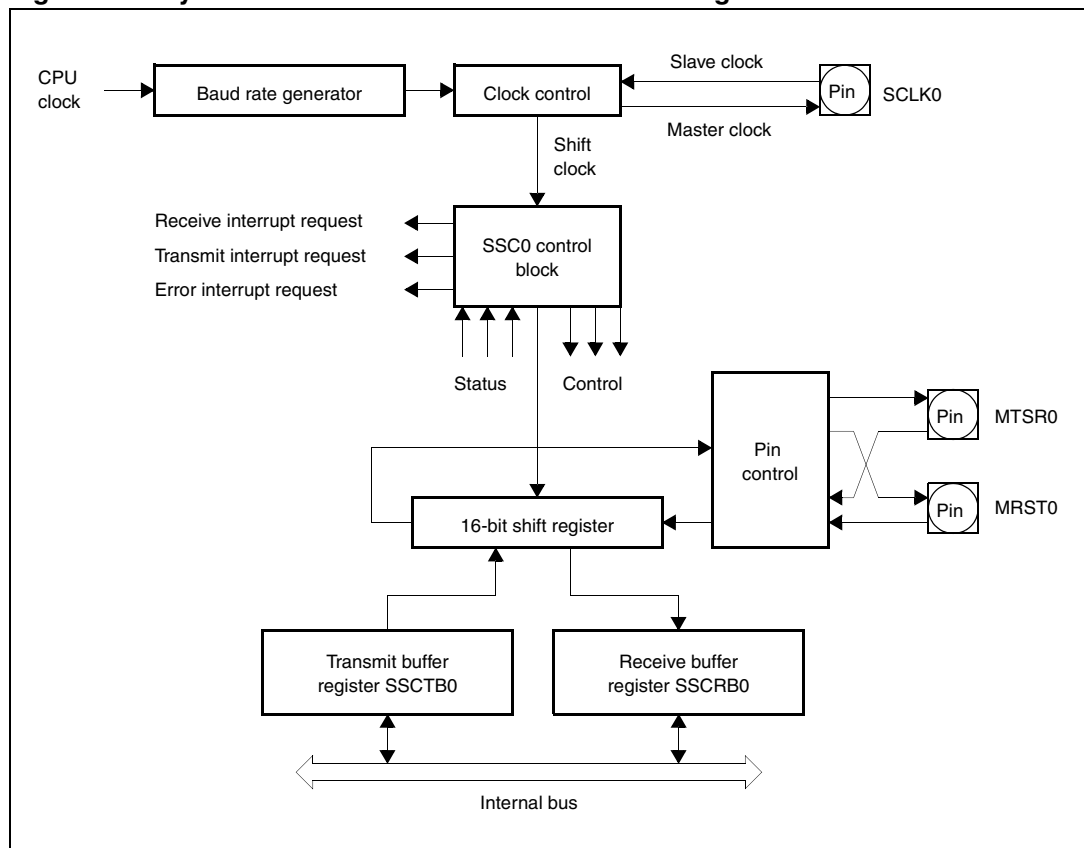 CPU
clock
Baud rate generator
Clock control
Slave clock
Master clock
Pin
SCLK0
Shift
clock
Receive interrupt request
Transmit interrupt request
Error interrupt request
SSC0 control
block
Status
Control
Pin
control
Pin
MTSR0
Pin
MRST0
16-bit shift register
Transmit buffer
register SSCTB0
Receive buffer
register SSCRB0
Internal bus